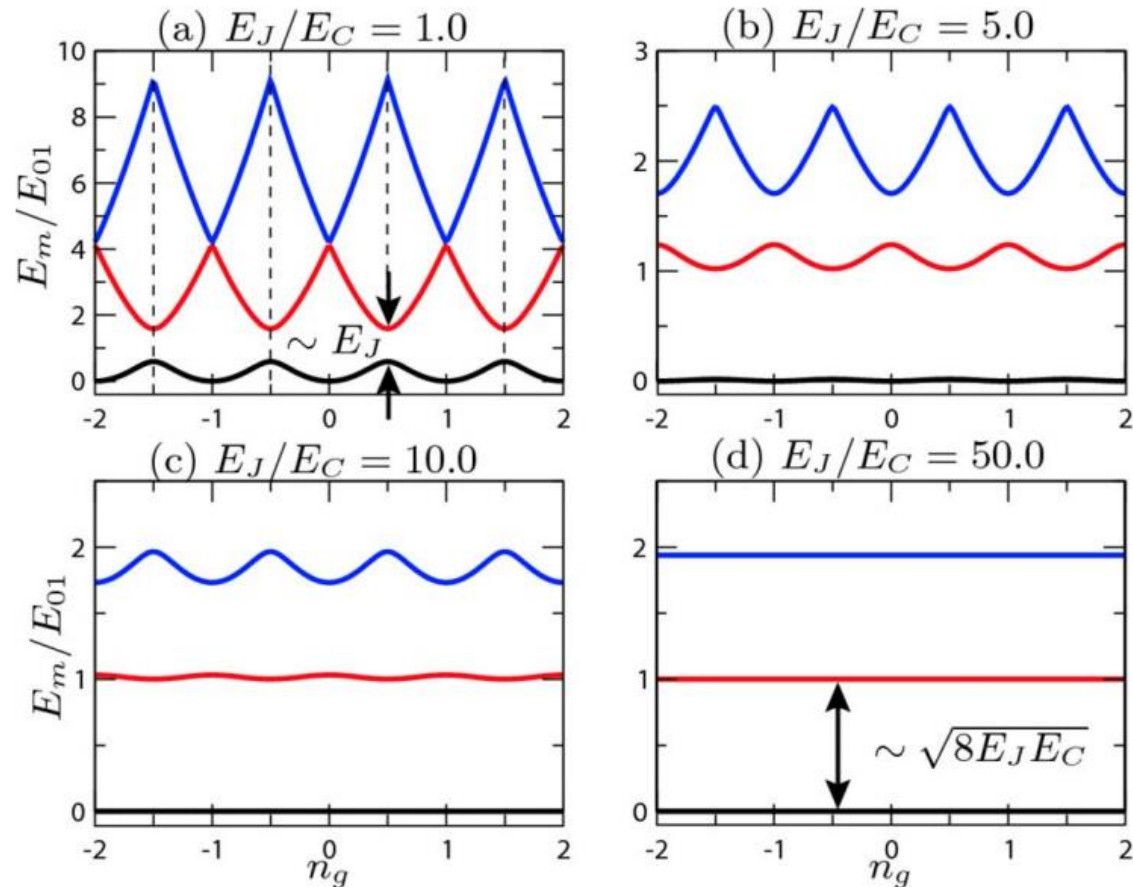 (a) E_J/E_C = 1.0
10
8
6
4
2
0
E_m/E_01
∼ E_J
-2 -1 0 1 2
(b) E_J/E_C = 5.0
3
2
1
0
-2 -1 0 1 2
(c) E_J/E_C = 10.0
2
1
0
E_m/E_01
-2 -1 0 1 2
n_g
(d) E_J/E_C = 50.0
2
1
0
∼ √8E_JE_C
-2 -1 0 1 2
n_g